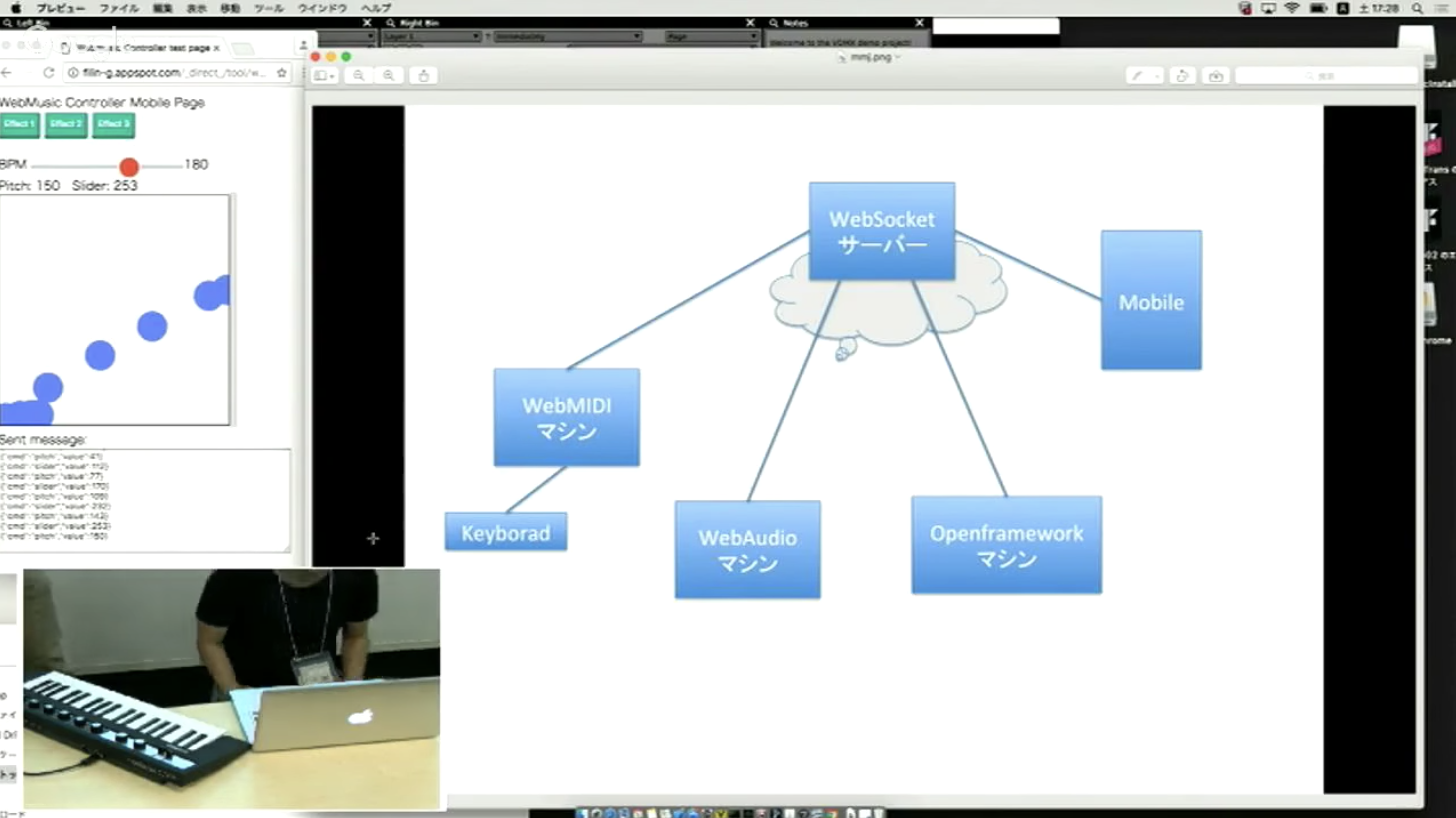 プレビュー ファイル 編集 表示 移動 ツール ウインドウ ヘルプ
土17:28
Left Bin
Right Bin
Notes
Layer 1
Introducing
Page
Welcome to the
demo project!
WebMusic Controller test page
filin-g.appspot.com/_direct_/tool/w...
mmj.png
検索
WebMusic Controller Mobile Page
Effect 1
Effect 2
Effect 3
BPM
180
Pitch: 150 Slider: 253
Sent message:
{"cmd":"pitch","value":41}
{"cmd":"slider","value":112}
{"cmd":"pitch","value":77}
{"cmd":"slider","value":170}
{"cmd":"pitch","value":109}
{"cmd":"slider","value":232}
{"cmd":"pitch","value":143}
{"cmd":"slider","value":253}
{"cmd":"pitch","value":150}
WebSocket
サーバー
Mobile
WebMIDI
マシン
Keyborad
WebAudio
マシン
Openframework
マシン